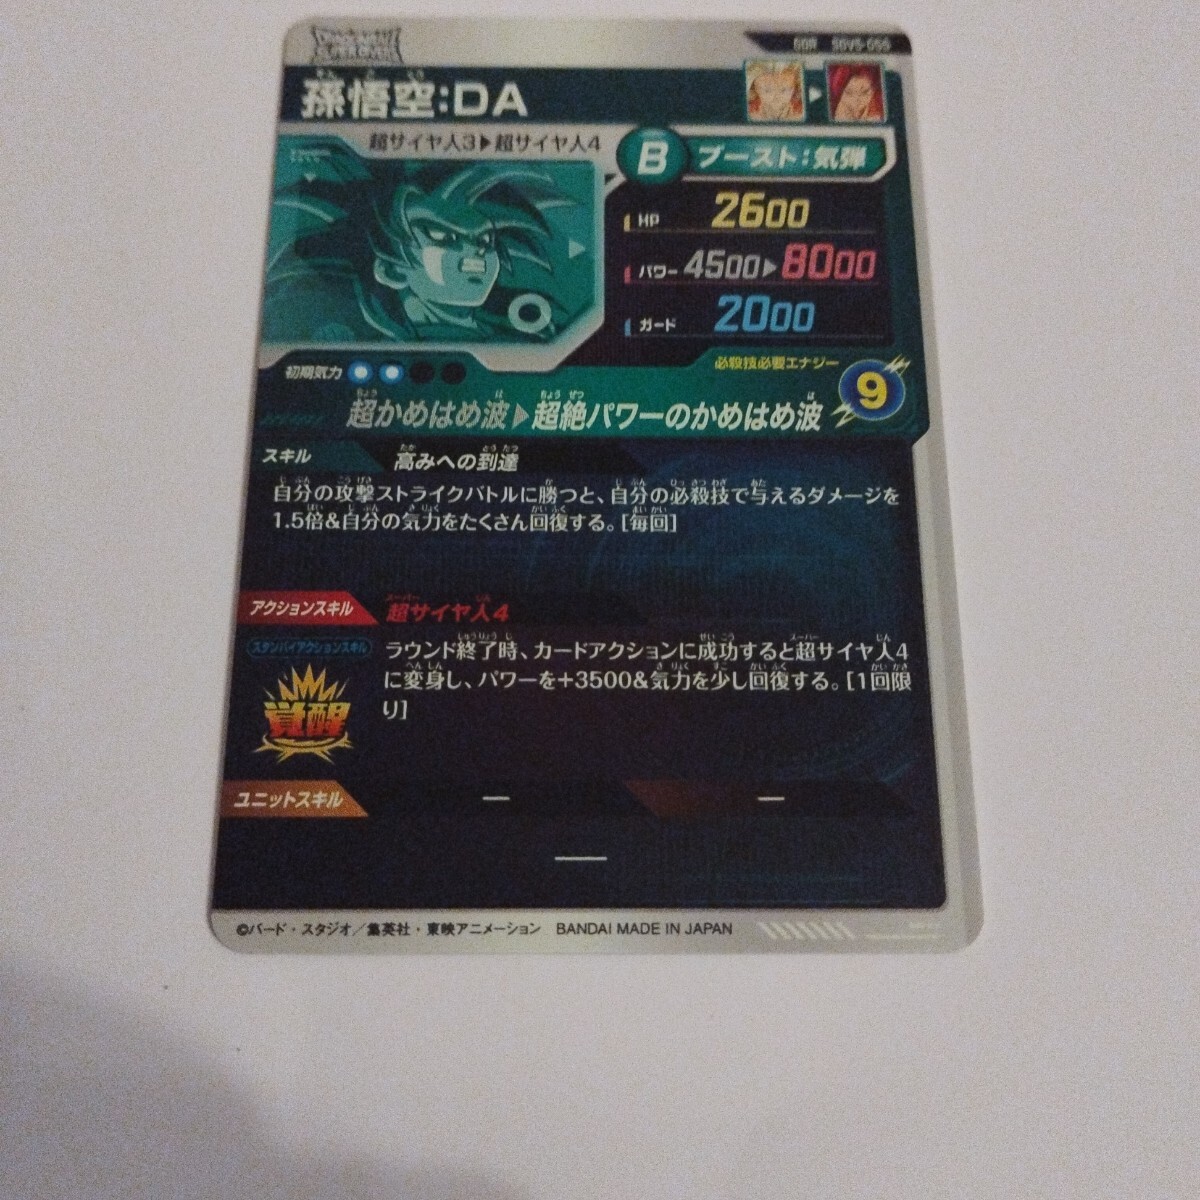 孫悟空:DA
超サイヤ人3▶超サイヤ人4
B ブースト:気弾
HP 2600
パワー 4500▶8000
ガード 2000
初期気力
必殺技必要エナジー 9
超かめはめ波▷超絶パワーのかめはめ波
スキル 高みへの到達
自分の攻撃ストライクバトルに勝つと、自分の必殺技で与えるダメージを
1.5倍&自分の気力をたくさん回復する。[毎回]
アクションスキル 超サイヤ人4
スタンバイアクションスキル
覚醒
ラウンド終了時、カードアクションに成功すると超サイヤ人4
に変身し、パワーを+3500&気力を少し回復する。[1回限
り]
ユニットスキル ー ー
ー
©バード・スタジオ／集英社・東映アニメーション BANDAI MADE IN JAPAN